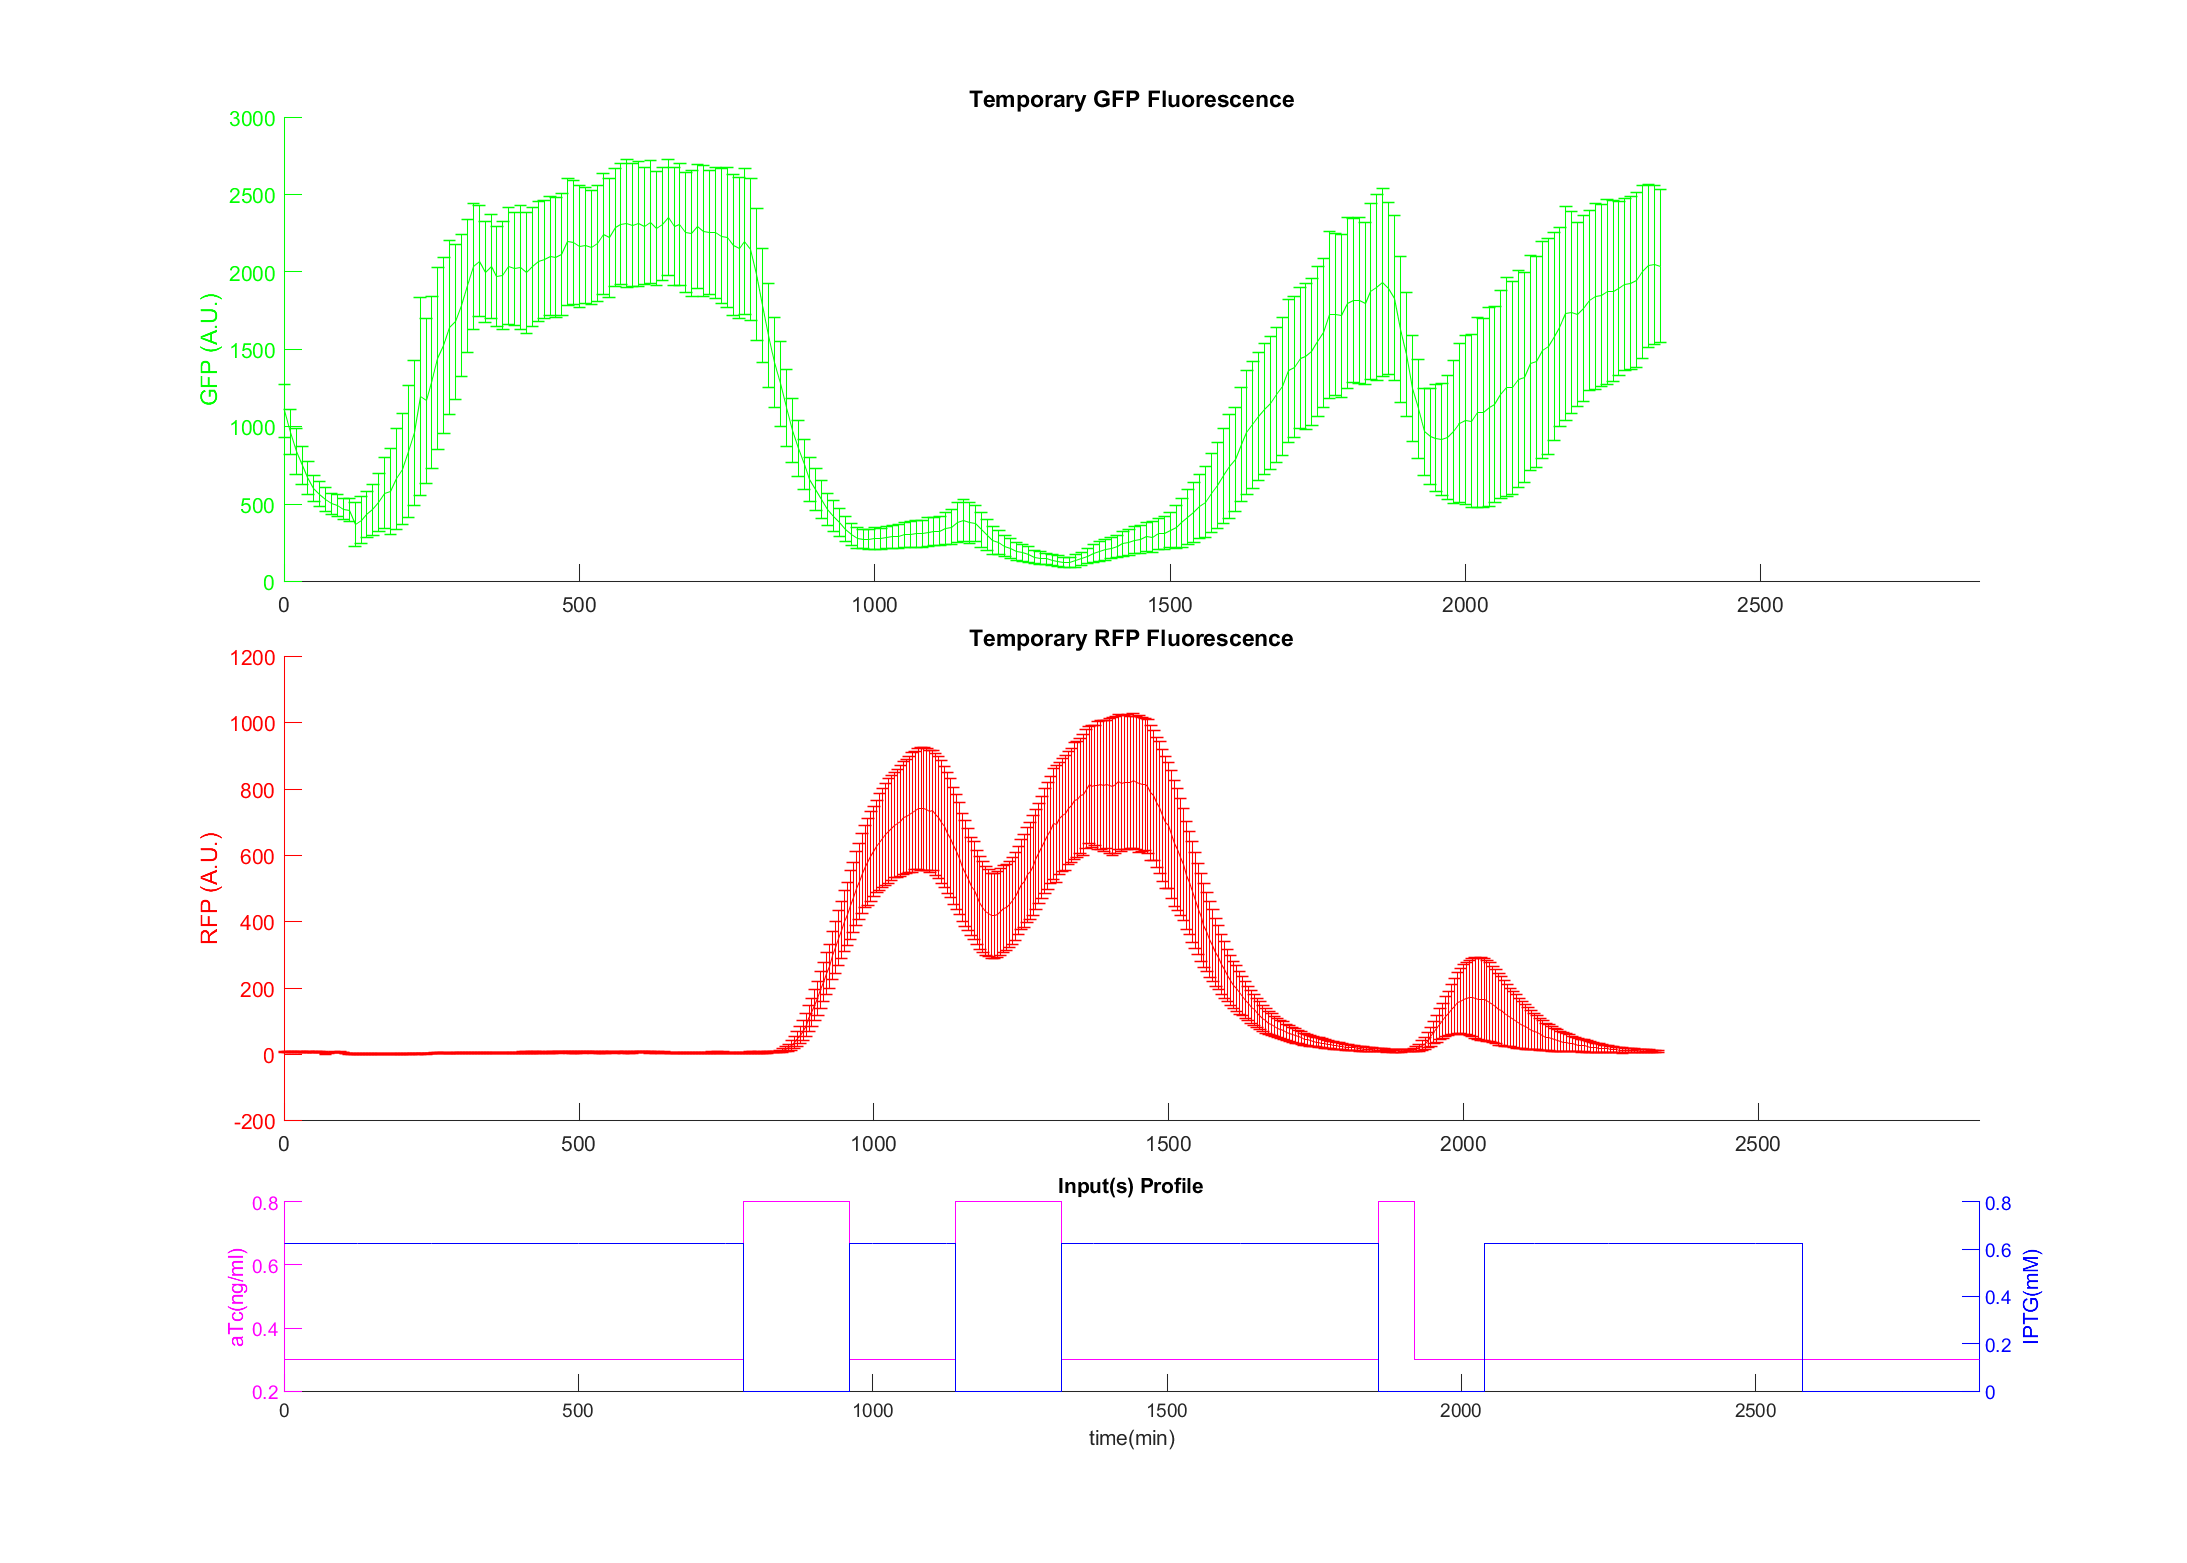 Temporary GFP Fluorescence
3000
2500
2000
1500
1000
500
0
GFP (A.U.)
0 500 1000 1500 2000 2500
Temporary RFP Fluorescence
1200
1000
800
600
400
200
0
-200
RFP (A.U.)
0 500 1000 1500 2000 2500
Input(s) Profile
0.8
0.6
0.4
0.2
aTc(ng/ml)
0.8
0.6
0.4
0.2
0
IPTG(mM)
0 500 1000 1500 2000 2500
time(min)